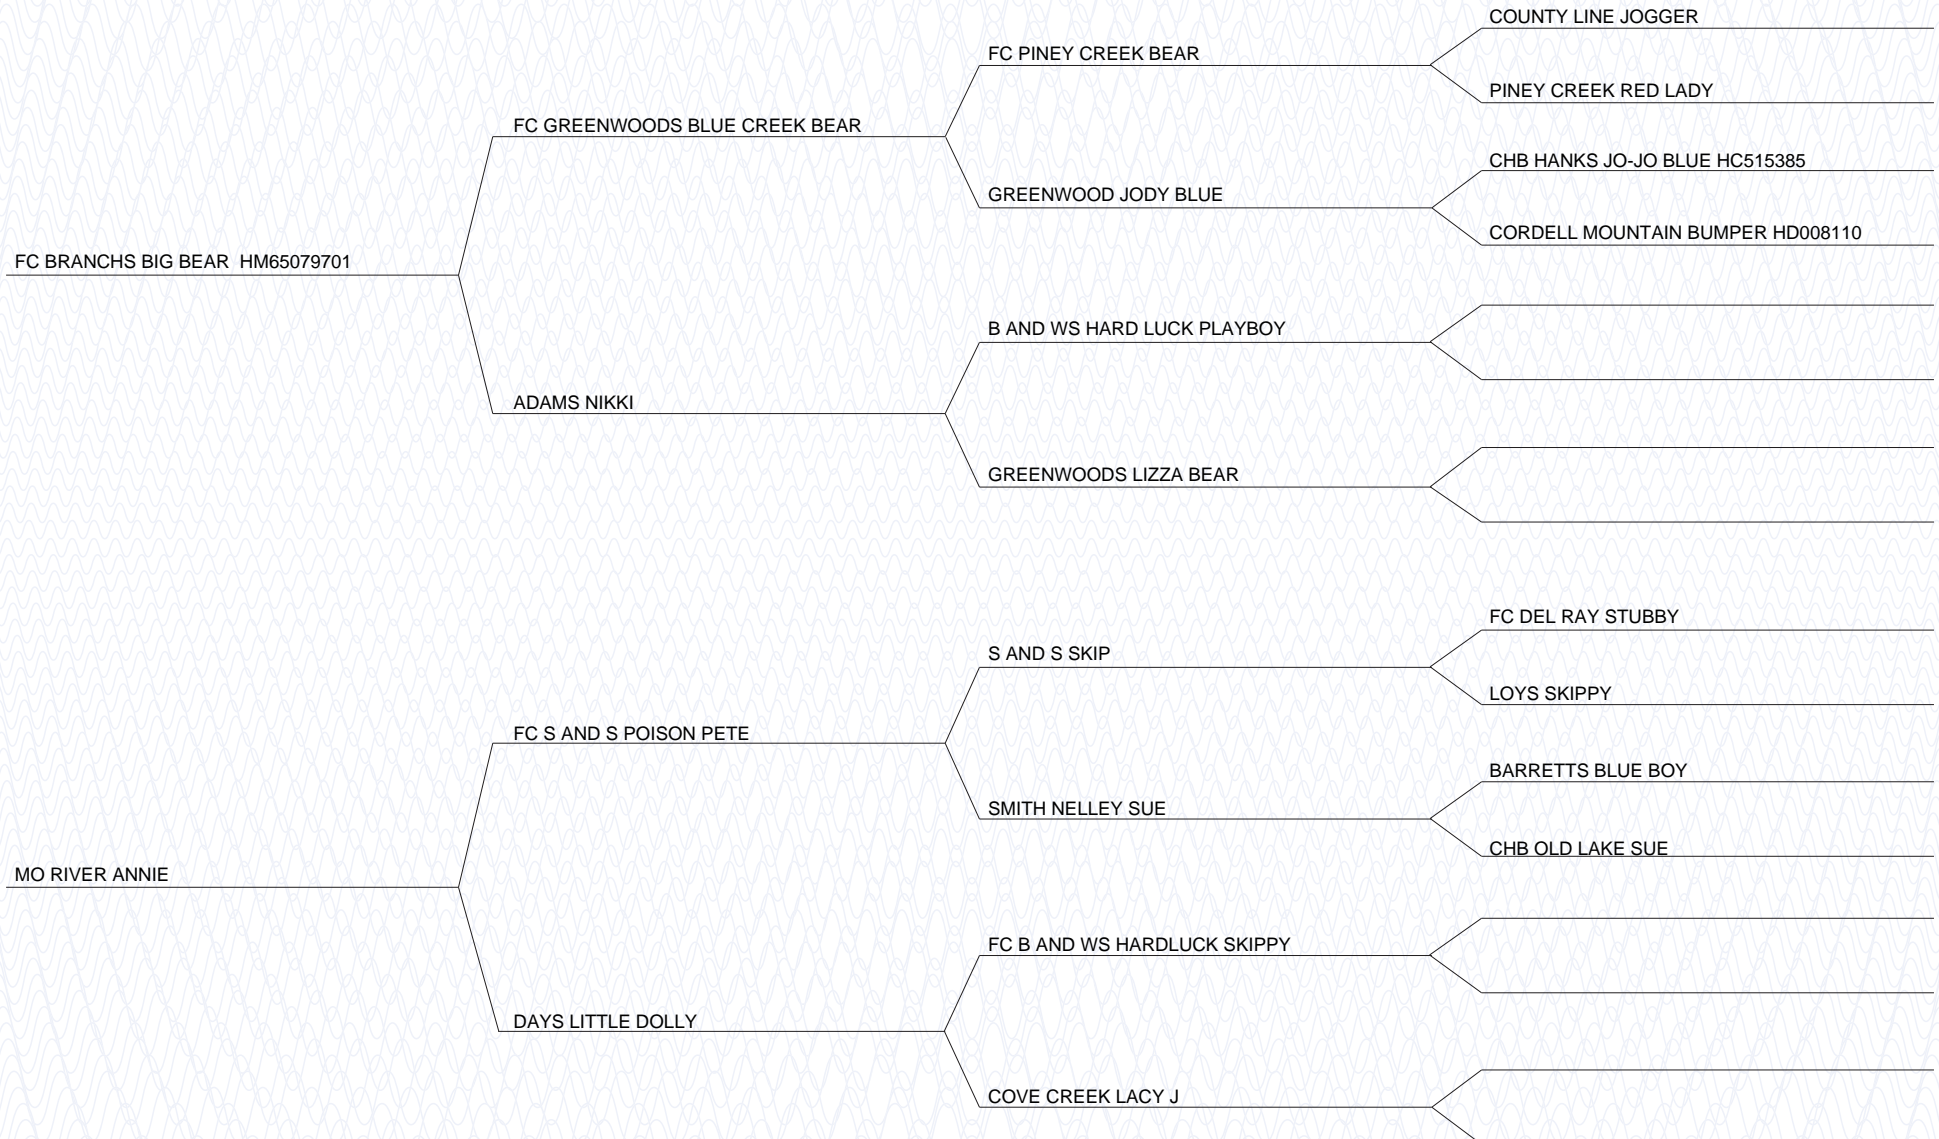 COUNTY LINE JOGGER
FC PINEY CREEK BEAR
PINEY CREEK RED LADY
FC GREENWOODS BLUE CREEK BEAR
CHB HANKS JO-JO BLUE HC515385
GREENWOOD JODY BLUE
CORDELL MOUNTAIN BUMPER HD008110
FC BRANCHS BIG BEAR HM65079701
B AND WS HARD LUCK PLAYBOY
ADAMS NIKKI
GREENWOODS LIZZA BEAR
FC DEL RAY STUBBY
S AND S SKIP
LOYS SKIPPY
FC S AND S POISON PETE
BARRETTS BLUE BOY
SMITH NELLEY SUE
CHB OLD LAKE SUE
MO RIVER ANNIE
FC B AND WS HARDLUCK SKIPPY
DAYS LITTLE DOLLY
COVE CREEK LACY J